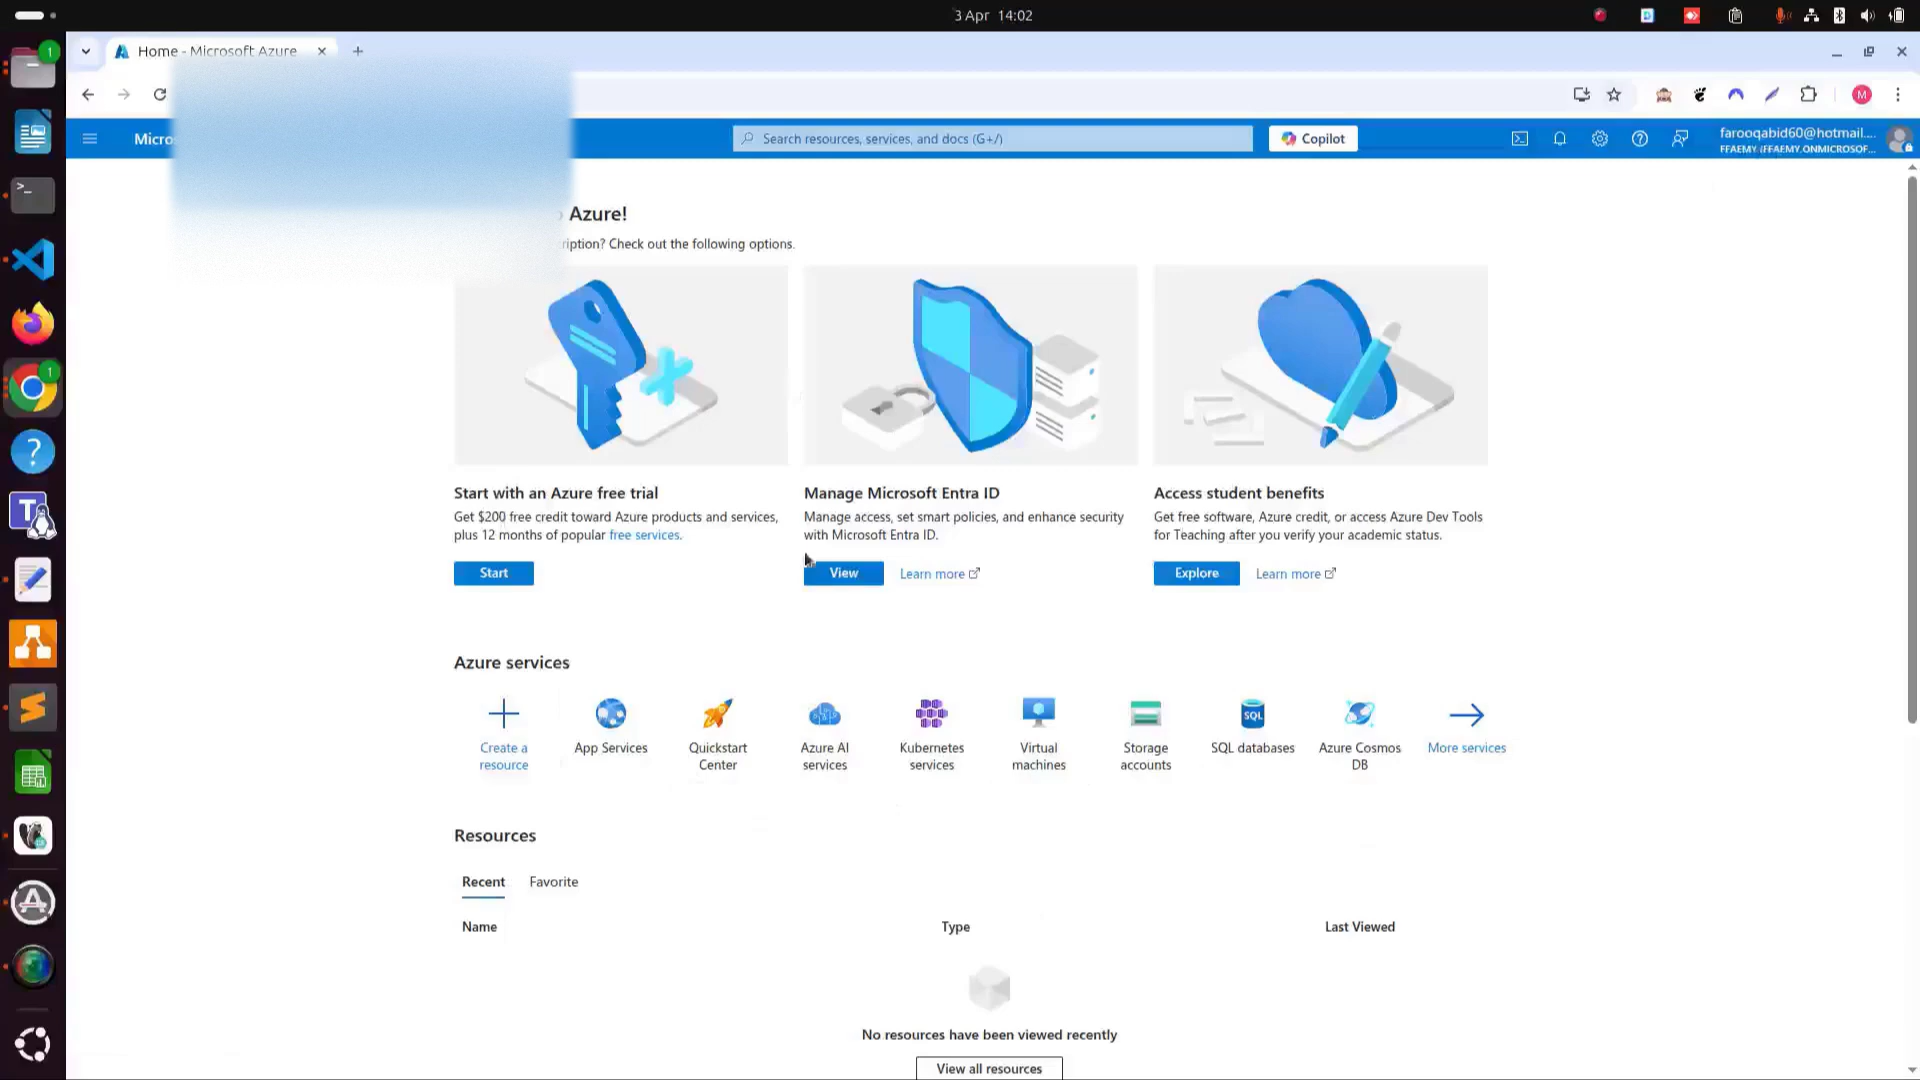 3 Apr 14:02
Home - Microsoft Azure
Search resources, services, and docs (G+/)
Copilot
farooqabid60@hotmail....
FFAEMY (FFAEMY.ONMICROSOF...
Azure!
Check out the following options.
Start with an Azure free trial
Get $200 free credit toward Azure products and services,
plus 12 months of popular free services.
Start
Manage Microsoft Entra ID
Manage access, set smart policies, and enhance security
with Microsoft Entra ID.
View
Learn more
Access student benefits
Get free software, Azure credit, or access Azure Dev Tools
for Teaching after you verify your academic status.
Explore
Learn more
Azure services
Create a
resource
App Services
Quickstart
Center
Azure AI
services
Kubernetes
services
Virtual
machines
Storage
accounts
SQL
SQL databases
Azure Cosmos
DB
More services
Resources
Recent
Favorite
Name
Type
Last Viewed
No resources have been viewed recently
View all resources